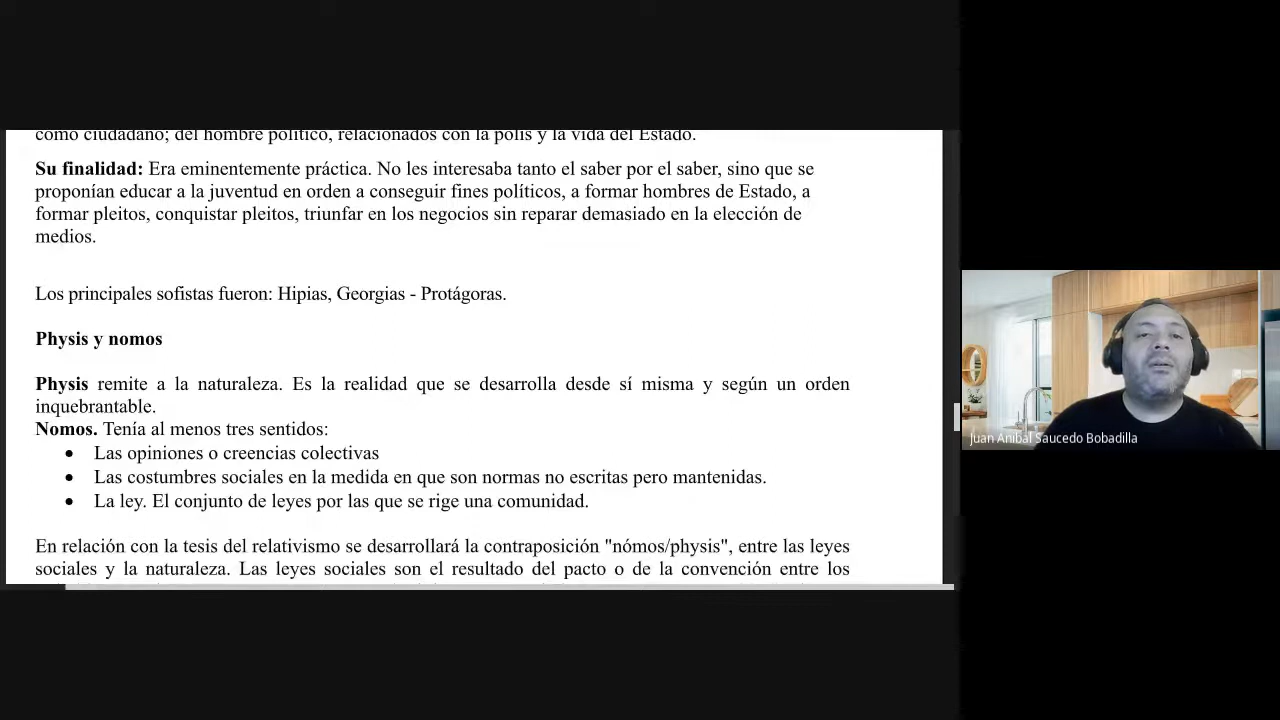 como ciudadano; del hombre político, relacionados con la polis y la vida del Estado.
Su finalidad: Era eminentemente práctica. No les interesaba tanto el saber por el saber, sino que se
proponían educar a la juventud en orden a conseguir fines políticos, a formar hombres de Estado, a
formar pleitos, conquistar pleitos, triunfar en los negocios sin reparar demasiado en la elección de
medios.
Los principales sofistas fueron: Hipias, Georgias - Protágoras.
Physis y nomos
Physis remite a la naturaleza. Es la realidad que se desarrolla desde sí misma y según un orden
inquebrantable.
Nomos. Tenía al menos tres sentidos:
• Las opiniones o creencias colectivas
• Las costumbres sociales en la medida en que son normas no escritas pero mantenidas.
• La ley. El conjunto de leyes por las que se rige una comunidad.
En relación con la tesis del relativismo se desarrollará la contraposición "nómos/physis", entre las leyes
sociales y la naturaleza. Las leyes sociales son el resultado del pacto o de la convención entre los
Juan Anibal Saucedo Bobadilla